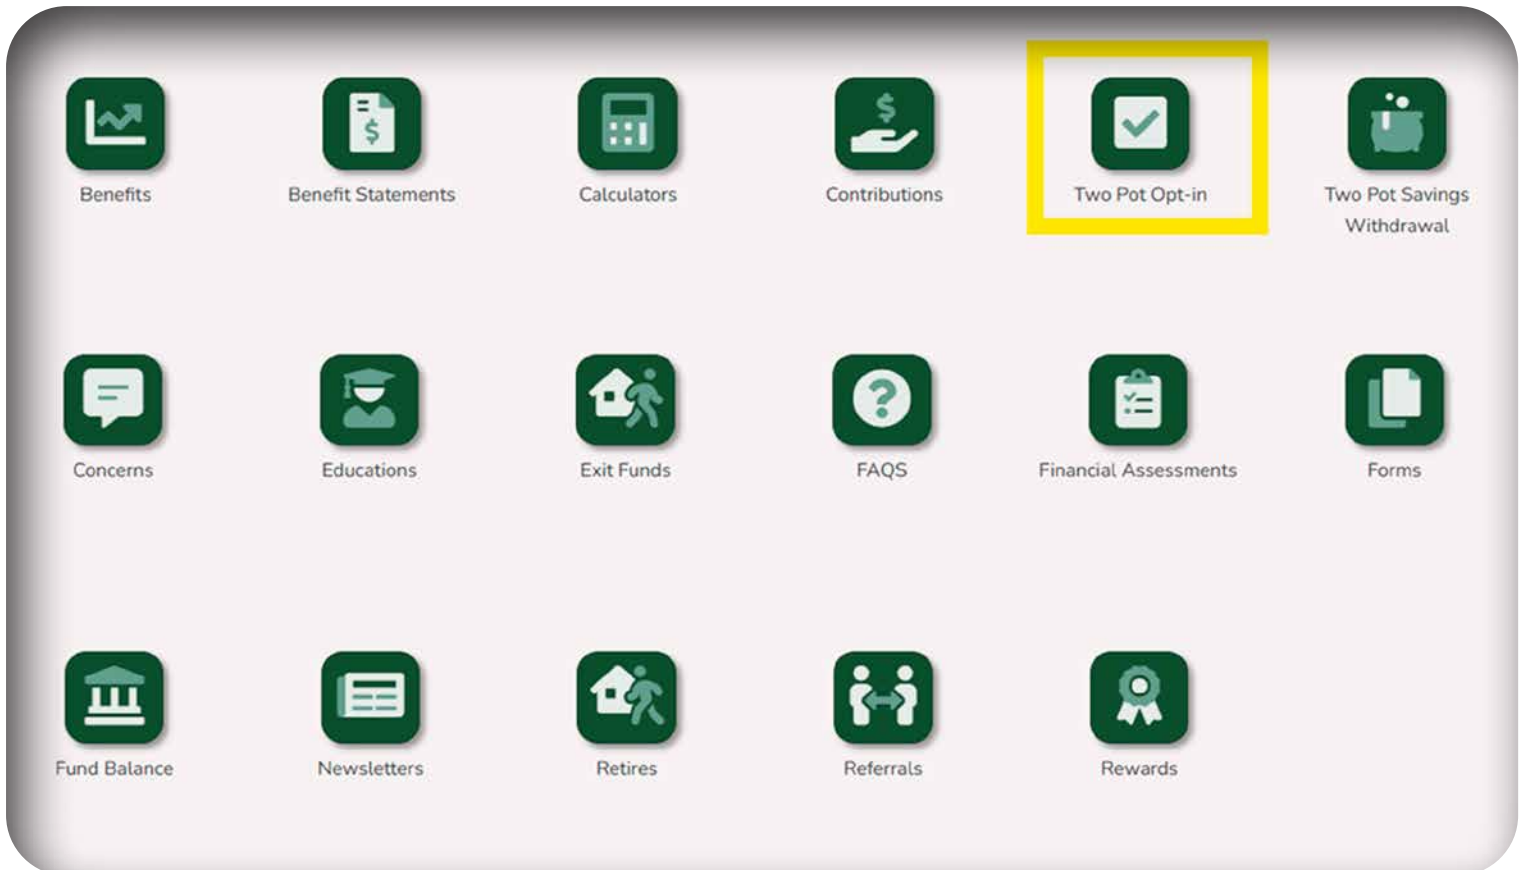 Benefits
Benefit Statements
Calculators
Contributions
Two Pot Opt-in
Two Pot Savings
Withdrawal
Concerns
Educations
Exit Funds
FAQS
Financial Assessments
Forms
Fund Balance
Newsletters
Retires
Referrals
Rewards